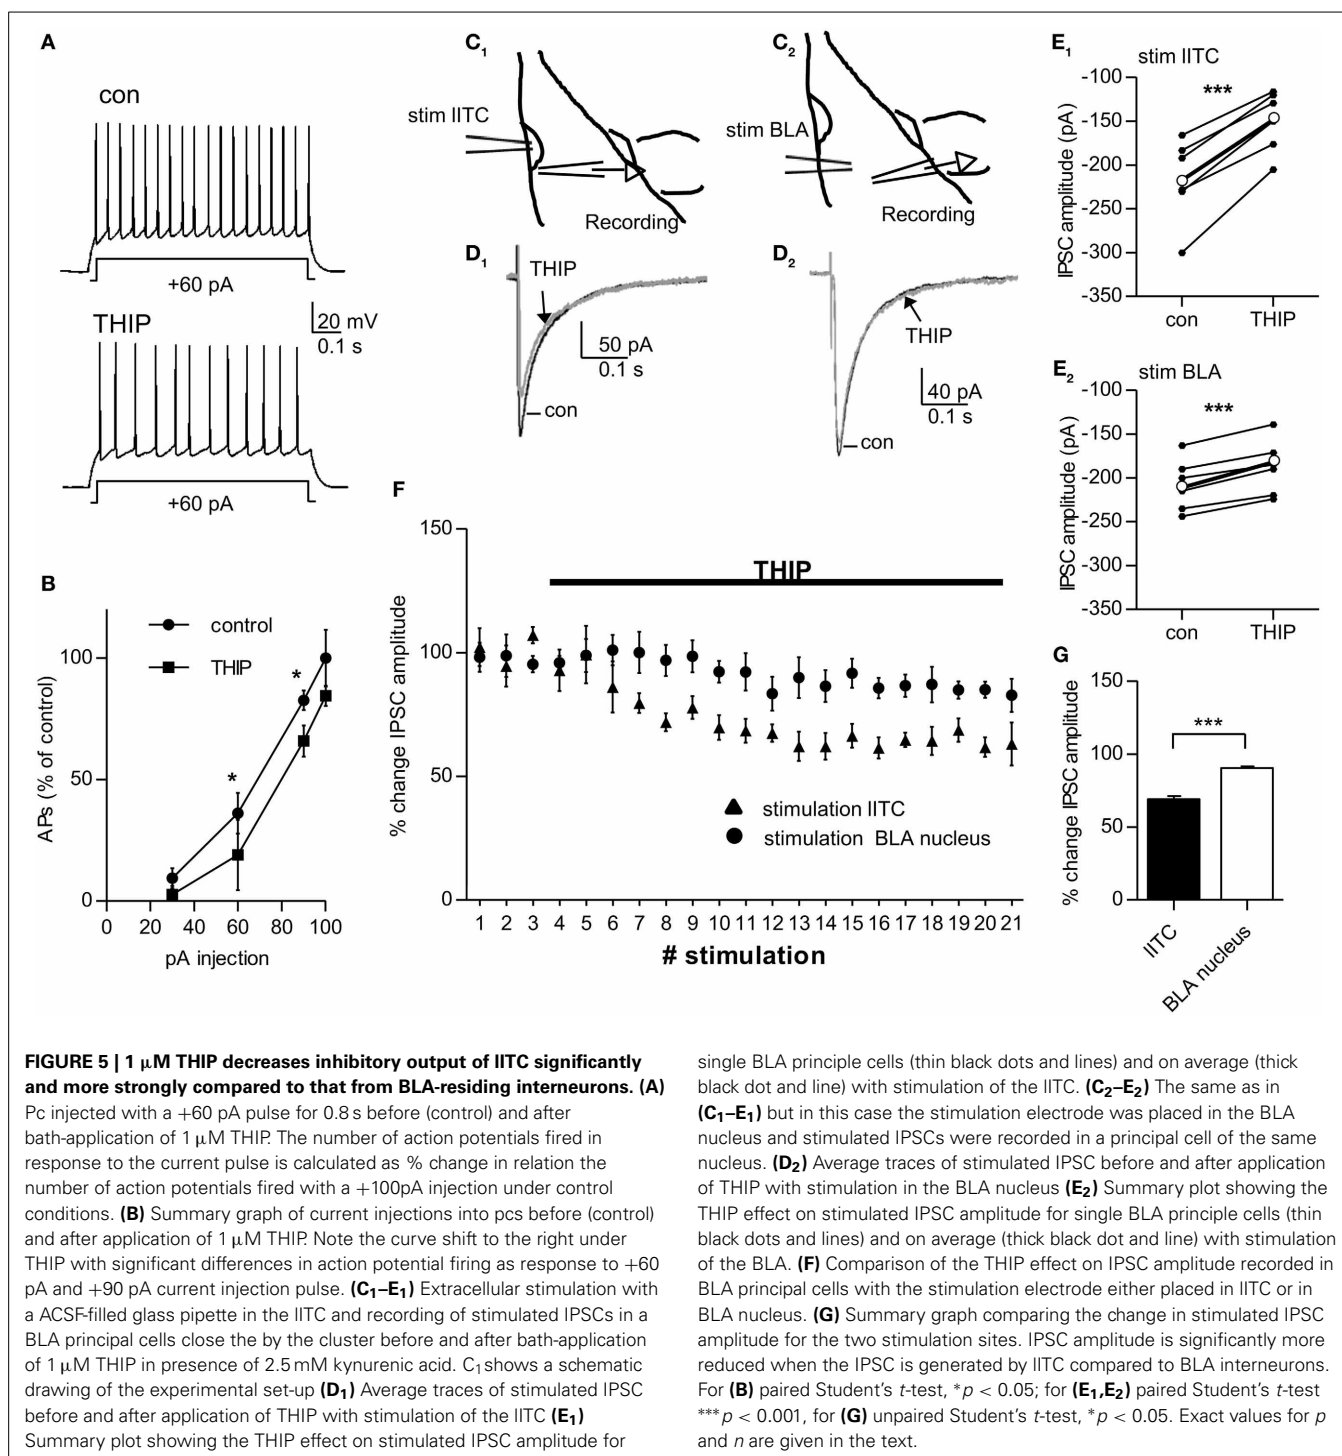 A
con
+60 pA
THIP
20 mV
0.1 s
+60 pA
B
control
THIP
*
*
APs (% of control)
100
50
0
0 20 40 60 80 100
pA injection
C1
stim lITC
Recording
C2
stim BLA
Recording
D1
THIP
50 pA
0.1 s
con
D2
THIP
40 pA
0.1 s
con
E1
stim lITC
***
IPSC amplitude (pA)
-100
-150
-200
-250
-300
-350
con THIP
E2
stim BLA
***
IPSC amplitude (pA)
-100
-150
-200
-250
-300
-350
con THIP
F
THIP
% change IPSC amplitude
150
100
50
0
stimulation lITC
stimulation BLA nucleus
1 2 3 4 5 6 7 8 9 10 11 12 13 14 15 16 17 18 19 20 21
# stimulation
G
% change IPSC amplitude
150
100
50
0
***
lITC
BLA nucleus
FIGURE 5 | 1 μM THIP decreases inhibitory output of lITC significantly
and more strongly compared to that from BLA-residing interneurons. (A)
Pc injected with a +60 pA pulse for 0.8 s before (control) and after
bath-application of 1 μM THIP. The number of action potentials fired in
response to the current pulse is calculated as % change in relation the
number of action potentials fired with a +100pA injection under control
conditions. (B) Summary graph of current injections into pcs before (control)
and after application of 1 μM THIP. Note the curve shift to the right under
THIP with significant differences in action potential firing as response to +60
pA and +90 pA current injection pulse. (C1–E1) Extracellular stimulation with
a ACSF-filled glass pipette in the lITC and recording of stimulated IPSCs in a
BLA principal cells close the by the cluster before and after bath-application
of 1 μM THIP in presence of 2.5 mM kynurenic acid. C1shows a schematic
drawing of the experimental set-up (D1) Average traces of stimulated IPSC
before and after application of THIP with stimulation of the lITC (E1)
Summary plot showing the THIP effect on stimulated IPSC amplitude for
single BLA principle cells (thin black dots and lines) and on average (thick
black dot and line) with stimulation of the lITC. (C2–E2) The same as in
(C1–E1) but in this case the stimulation electrode was placed in the BLA
nucleus and stimulated IPSCs were recorded in a principal cell of the same
nucleus. (D2) Average traces of stimulated IPSC before and after application
of THIP with stimulation in the BLA nucleus (E2) Summary plot showing the
THIP effect on stimulated IPSC amplitude for single BLA principle cells (thin
black dots and lines) and on average (thick black dot and line) with stimulation
of the BLA. (F) Comparison of the THIP effect on IPSC amplitude recorded in
BLA principal cells with the stimulation electrode either placed in lITC or in
BLA nucleus. (G) Summary graph comparing the change in stimulated IPSC
amplitude for the two stimulation sites. IPSC amplitude is significantly more
reduced when the IPSC is generated by lITC compared to BLA interneurons.
For (B) paired Student's t-test, *p < 0.05; for (E1,E2) paired Student's t-test
***p < 0.001, for (G) unpaired Student's t-test, *p < 0.05. Exact values for p
and n are given in the text.